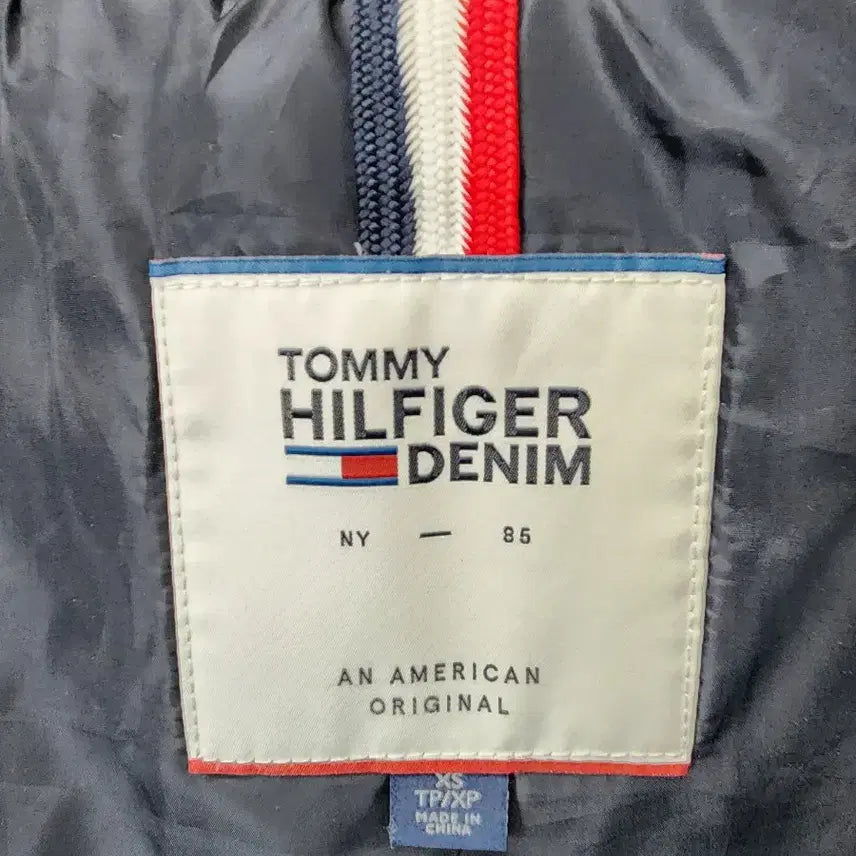 TOMMY
HILFIGER
DENIM
NY — 85
AN AMERICAN
ORIGINAL
XS
TP/XP
MADE IN
CHINA